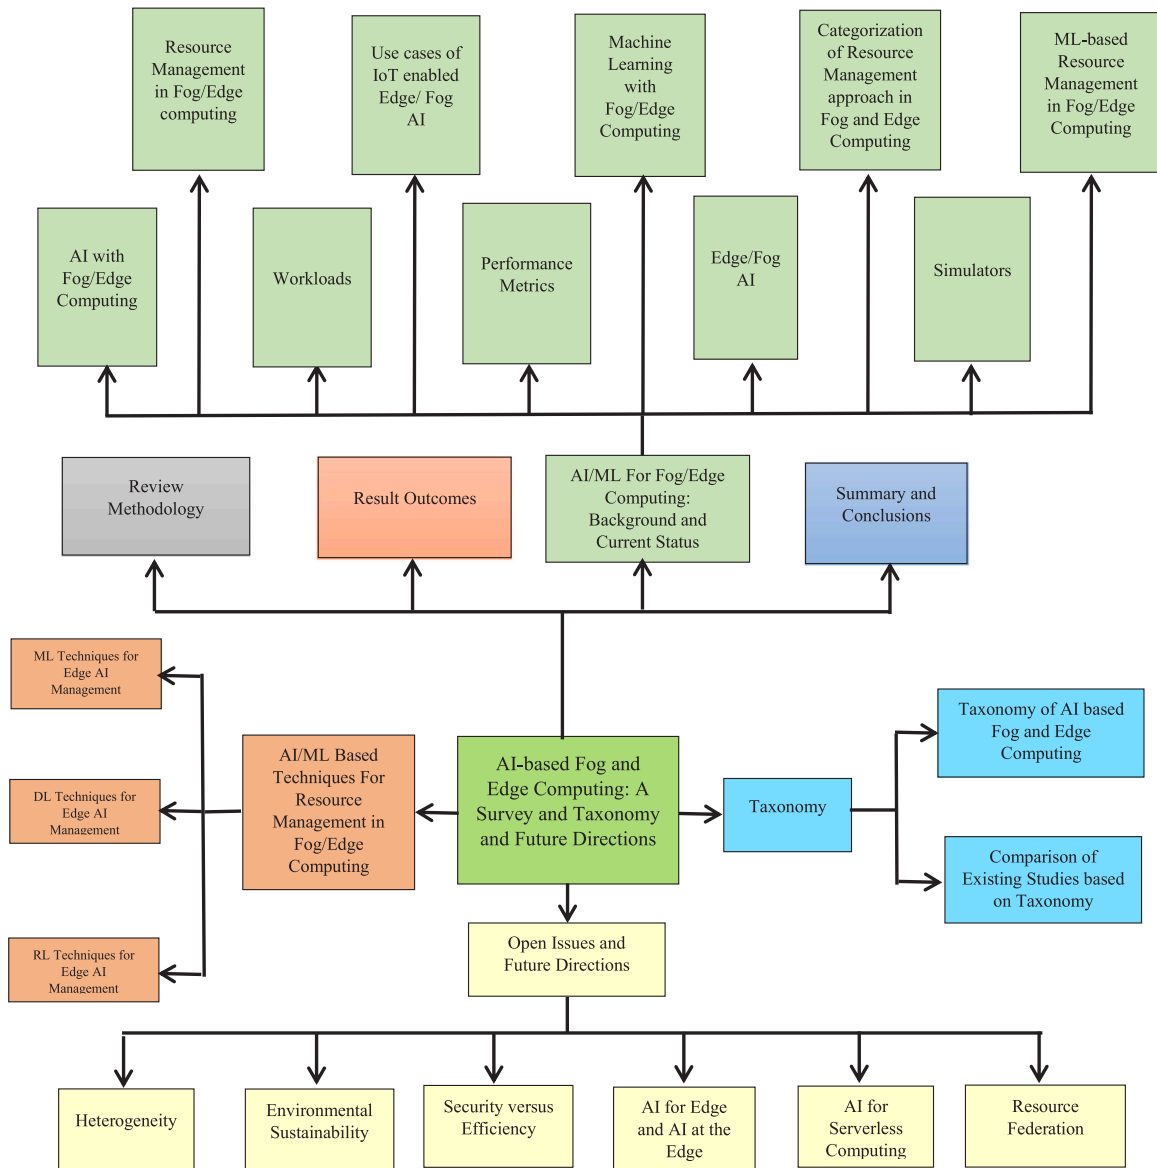 Resource
Management
in Fog/Edge
computing
Use cases of
IoT enabled
Edge/ Fog
AI
Machine
Learning
with
Fog/Edge
Computing
Categorization
of Resource
Management
approach in
Fog and Edge
Computing
ML-based
Resource
Management
in Fog/Edge
Computing
AI with
Fog/Edge
Computing
Workloads
Performance
Metrics
Edge/Fog
AI
Simulators
Review
Methodology
Result Outcomes
AI/ML For Fog/Edge
Computing:
Background and
Current Status
Summary and
Conclusions
ML Techniques for
Edge AI
Management
DL Techniques for
Edge AI
Management
RL Techniques for
Edge AI
Management
AI/ML Based
Techniques For
Resource
Management in
Fog/Edge
Computing
AI-based Fog and
Edge Computing: A
Survey and Taxonomy
and Future Directions
Taxonomy
Taxonomy of AI based
Fog and Edge
Computing
Comparison of
Existing Studies based
on Taxonomy
Open Issues and
Future Directions
Heterogeneity
Environmental
Sustainability
Security versus
Efficiency
AI for Edge
and AI at the
Edge
AI for
Serverless
Computing
Resource
Federation